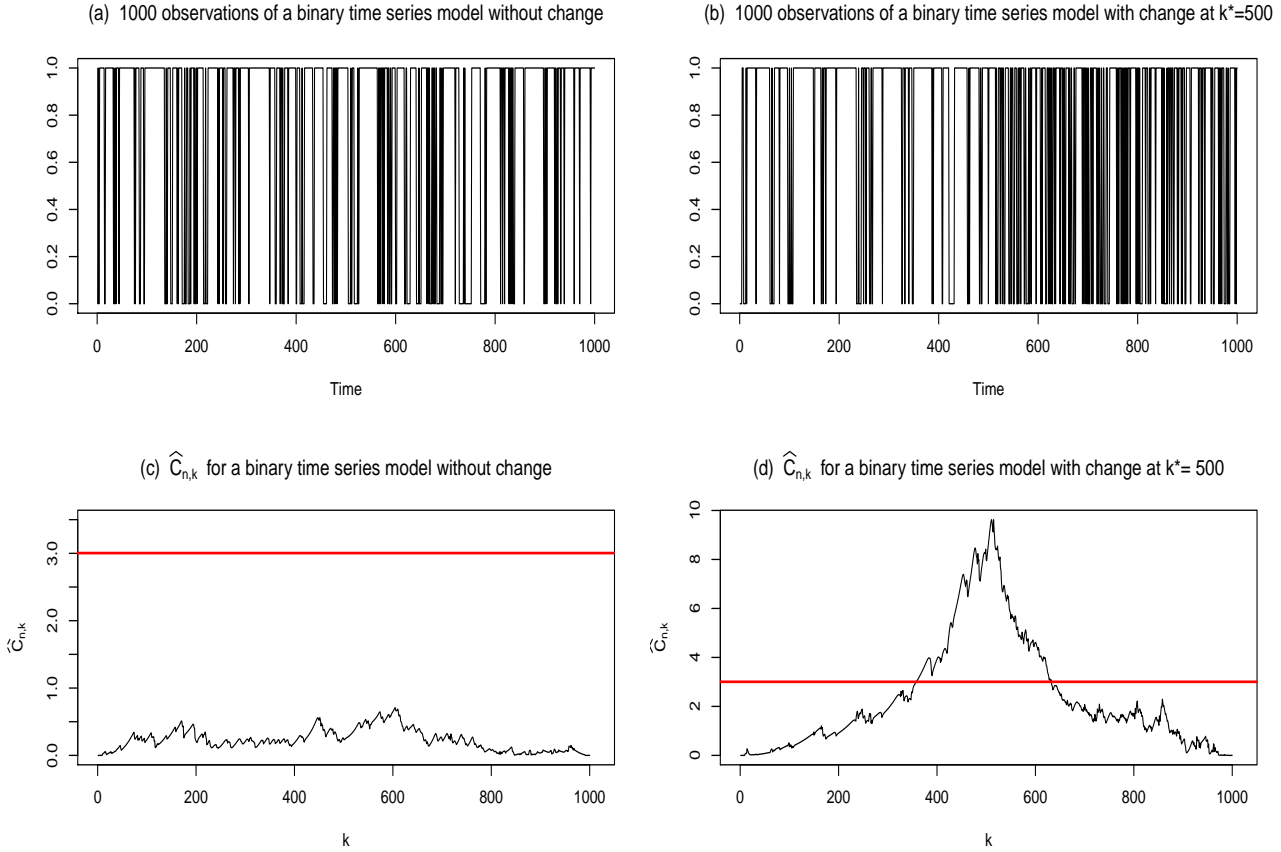 (a) 1000 observations of a binary time series model without change
0.0 0.2 0.4 0.6 0.8 1.0
0 200 400 600 800 1000
Time
(b) 1000 observations of a binary time series model with change at k*=500
0.0 0.2 0.4 0.6 0.8 1.0
0 200 400 600 800 1000
Time
(c) Ĉn,k for a binary time series model without change
Ĉn,k
0.0 1.0 2.0 3.0
0 200 400 600 800 1000
k
(d) Ĉn,k for a binary time series model with change at k*= 500
Ĉn,k
0 2 4 6 8 10
0 200 400 600 800 1000
k